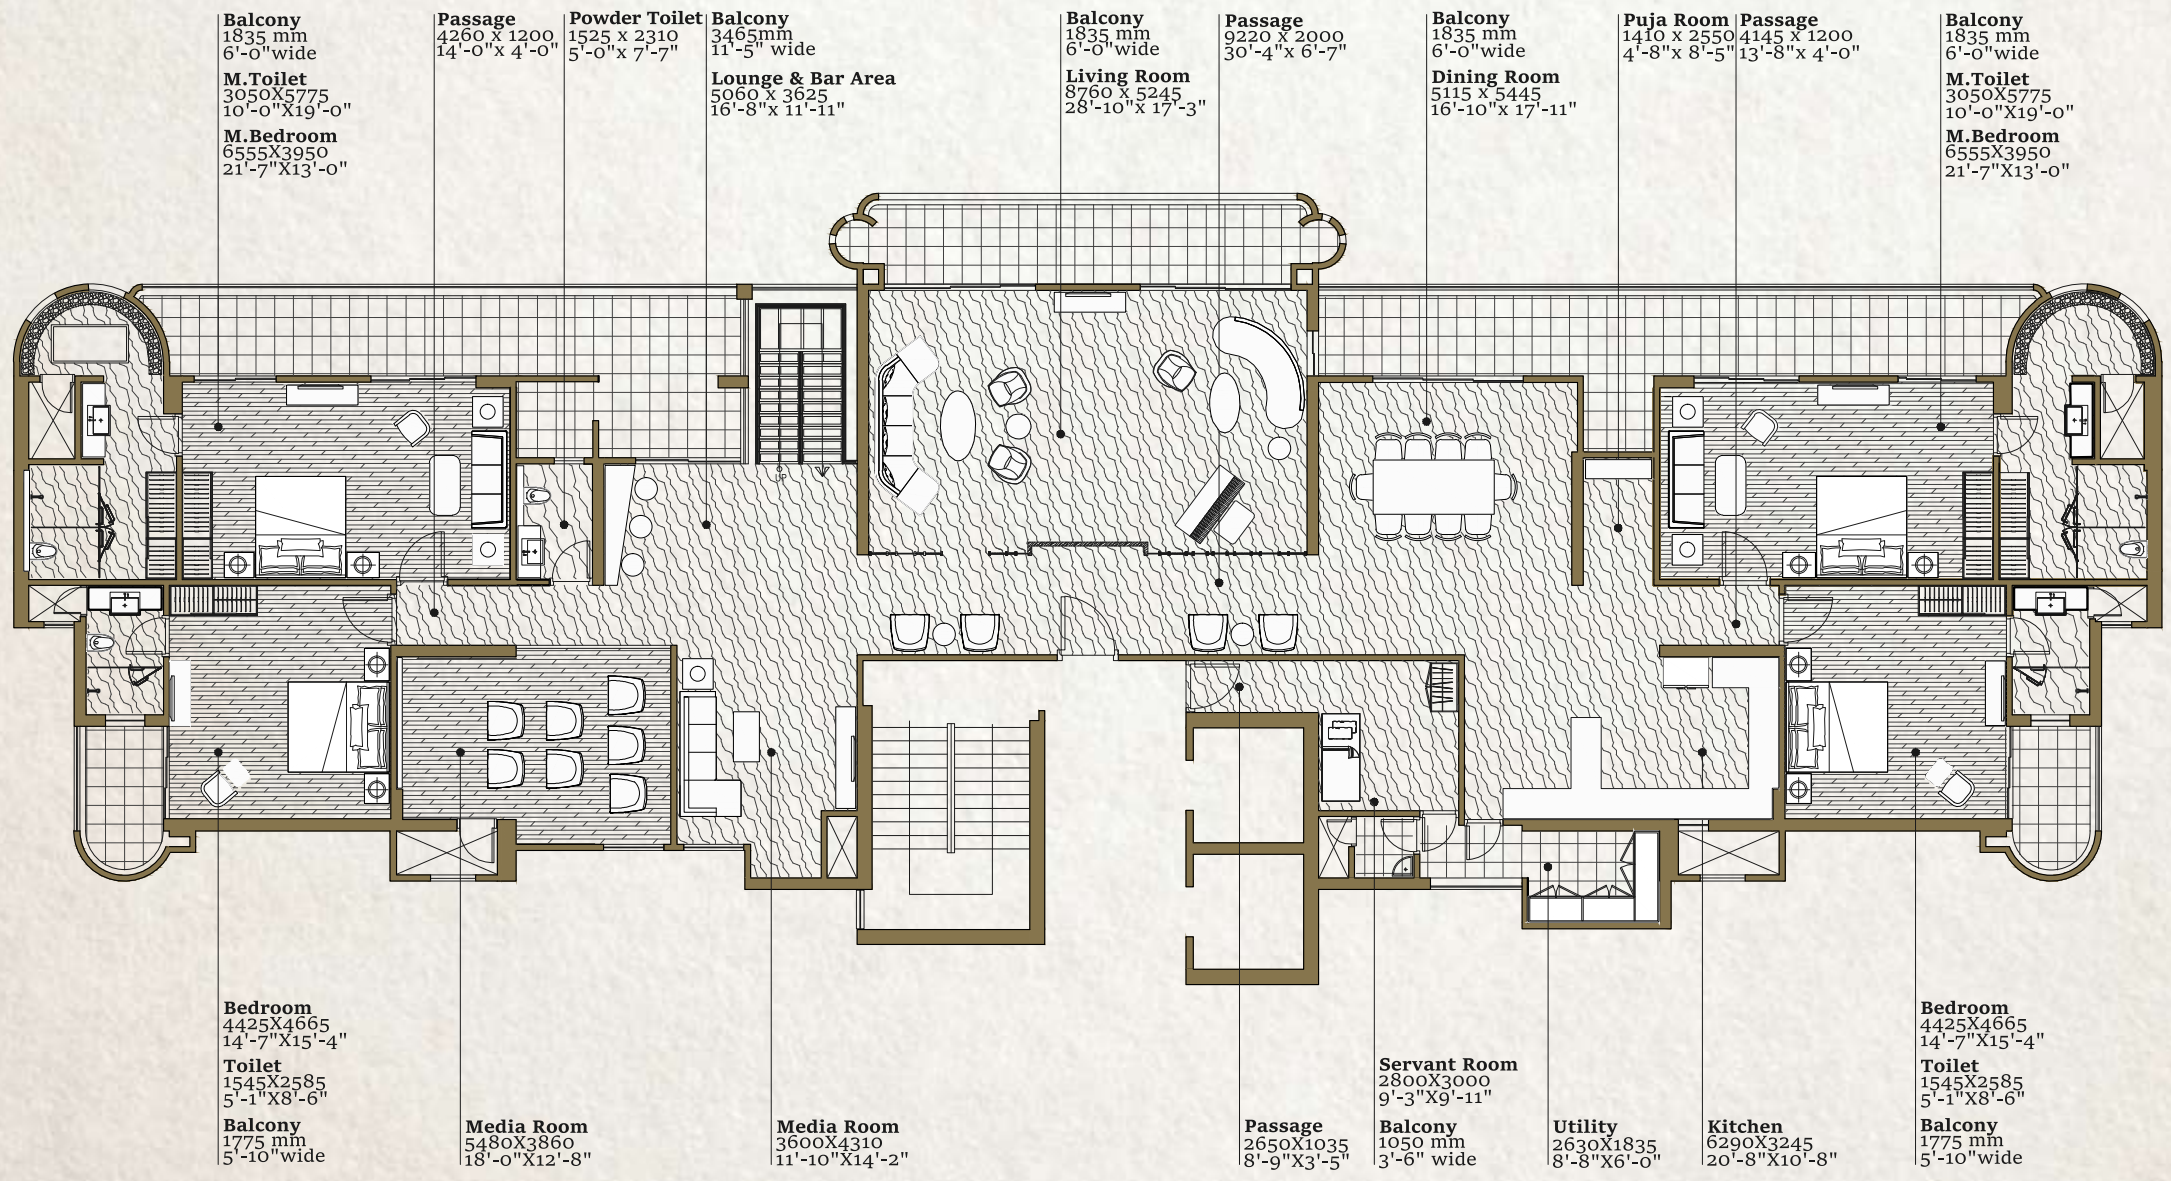 Balcony
1835 mm
6'-0"wide
M.Toilet
3050X5775
10'-0"X19'-0"
M.Bedroom
6555X3950
21'-7"X13'-0"
Passage
4260 x 1200
14'-0"x 4'-0"
Powder Toilet
1525 x 2310
5'-0"x 7'-7"
Balcony
3465mm
11'-5" wide
Lounge & Bar Area
5060 x 3625
16'-8"x 11'-11"
Balcony
1835 mm
6'-0"wide
Living Room
8760 x 5245
28'-10"x 17'-3"
Passage
9220 x 2000
30'-4"x 6'-7"
Balcony
1835 mm
6'-0"wide
Dining Room
5115 x 5445
16'-10"x 17'-11"
Puja Room
1410 x 2550
4'-8"x 8'-5"
Passage
4145 x 1200
13'-8"x 4'-0"
Balcony
1835 mm
6'-0"wide
M.Toilet
3050X5775
10'-0"X19'-0"
M.Bedroom
6555X3950
21'-7"X13'-0"
UP
Bedroom
4425X4665
14'-7"X15'-4"
Toilet
1545X2585
5'-1"X8'-6"
Balcony
1775 mm
5'-10"wide
Media Room
5480X3860
18'-0"X12'-8"
Media Room
3600X4310
11'-10"X14'-2"
Passage
2650X1035
8'-9"X3'-5"
Servant Room
2800X3000
9'-3"X9'-11"
Balcony
1050 mm
3'-6" wide
Utility
2630X1835
8'-8"X6'-0"
Kitchen
6290X3245
20'-8"X10'-8"
Bedroom
4425X4665
14'-7"X15'-4"
Toilet
1545X2585
5'-1"X8'-6"
Balcony
1775 mm
5'-10"wide